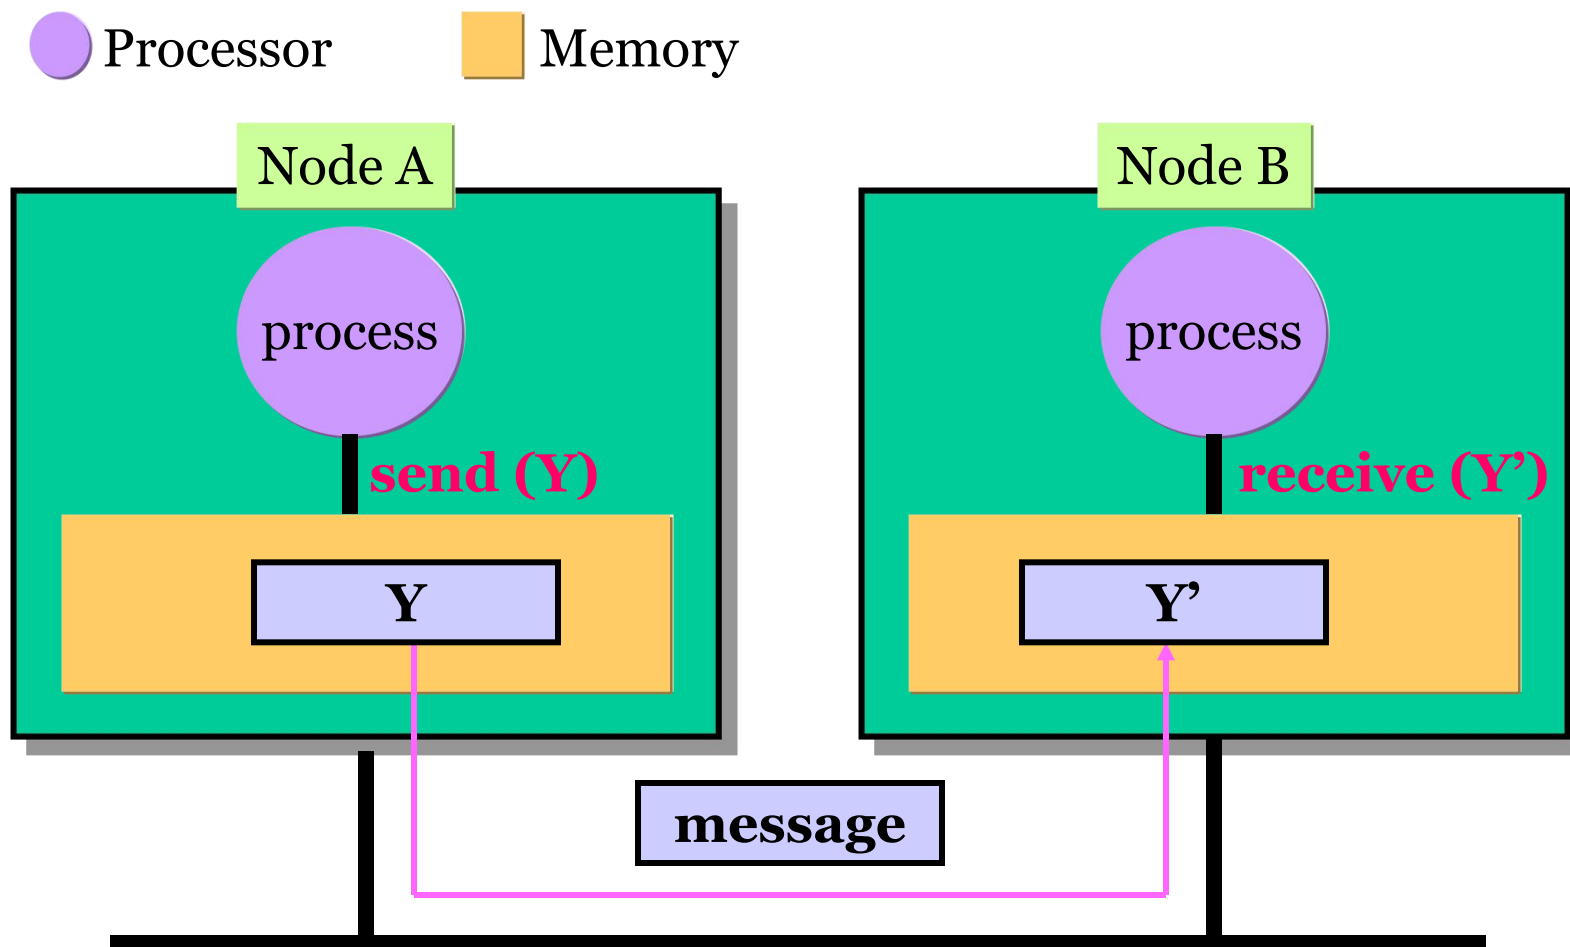 Processor
Memory
Node A
Node B
process
process
send (Y)
receive (Y’)
Y
Y’
message